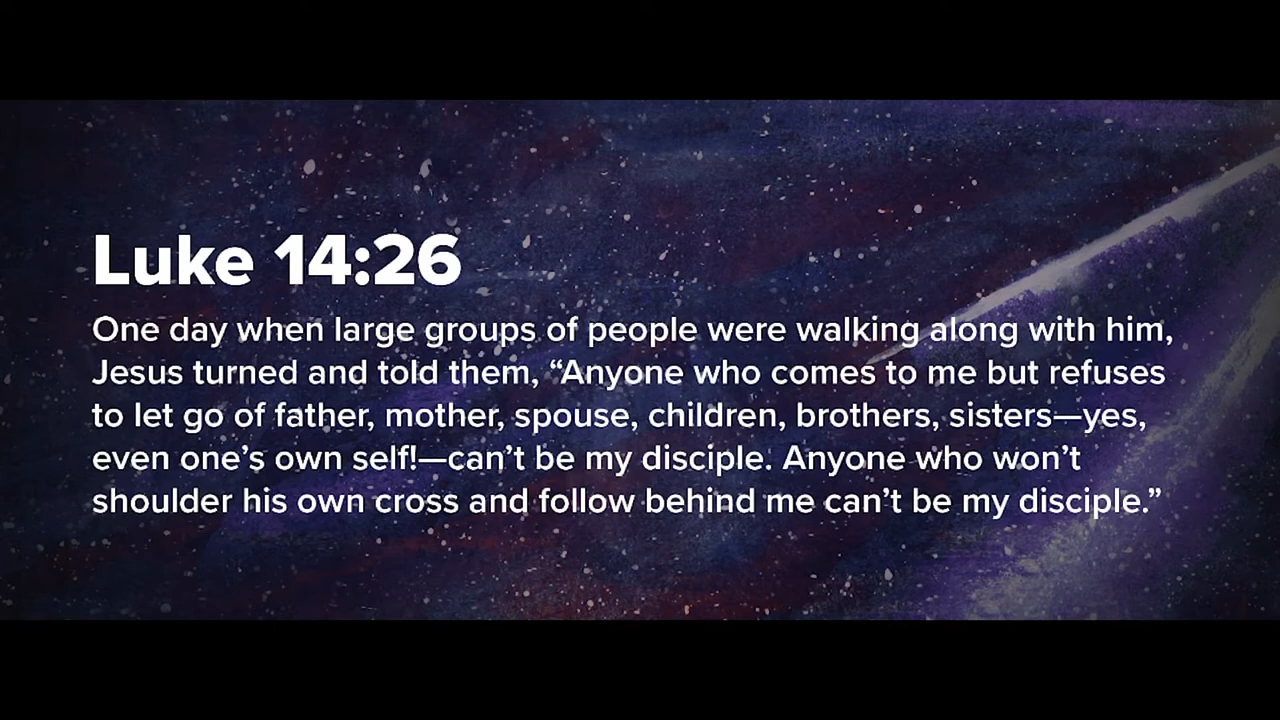 Luke 14:26
One day when large groups of people were walking along with him,
Jesus turned and told them, “Anyone who comes to me but refuses
to let go of father, mother, spouse, children, brothers, sisters—yes,
even one’s own self!—can’t be my disciple. Anyone who won’t
shoulder his own cross and follow behind me can’t be my disciple.”